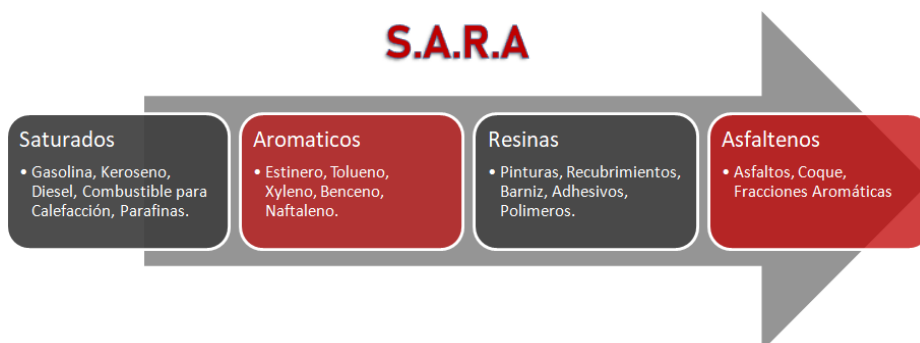 S.A.R.A
Saturados
• Gasolina, Keroseno,
Diesel, Combustible para
Calefacción, Parafinas.
Aromaticos
• Estinero, Tolueno,
Xyleno, Benceno,
Naftaleno.
Resinas
• Pinturas, Recubrimientos,
Barniz, Adhesivos,
Polimeros.
Asfaltenos
• Asfaltos, Coque,
Fracciones Aromáticas